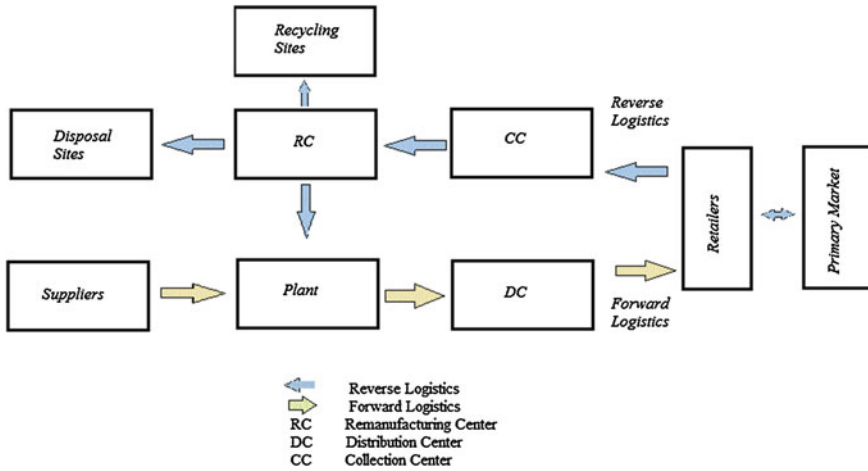 Recycling
Sites
Disposal
Sites
RC
CC
Reverse
Logistics
Retailers
Primary Market
Suppliers
Plant
DC
Forward
Logistics
Reverse Logistics
Forward Logistics
RC Remanufacturing Center
DC Distribution Center
CC Collection Center